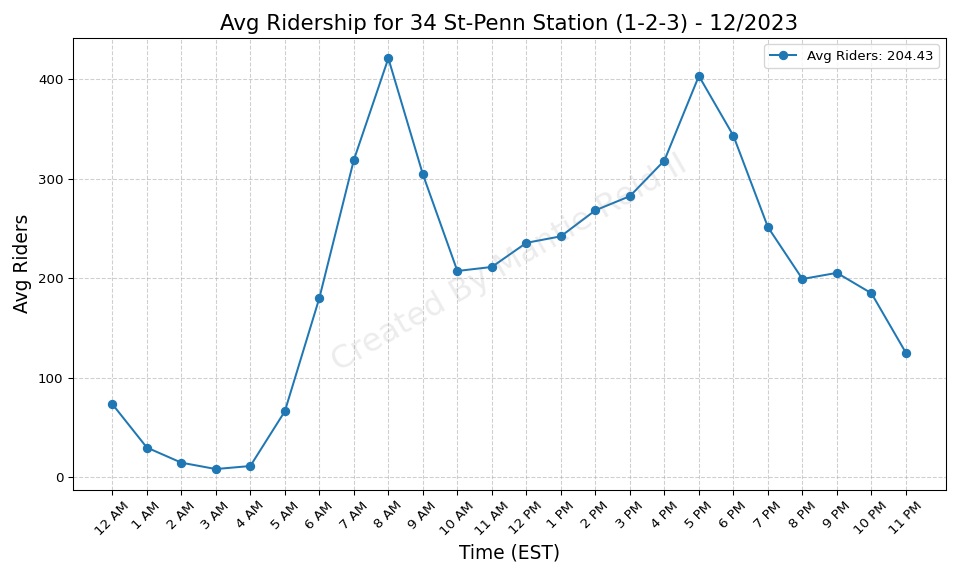 Avg Ridership for 34 St-Penn Station (1-2-3) - 12/2023
Avg Riders: 204.43
400
300
200
100
0
Avg Riders
Created By Mantie Reid II
12 AM
1 AM
2 AM
3 AM
4 AM
5 AM
6 AM
7 AM
8 AM
9 AM
10 AM
11 AM
12 PM
1 PM
2 PM
3 PM
4 PM
5 PM
6 PM
7 PM
8 PM
9 PM
10 PM
11 PM
Time (EST)